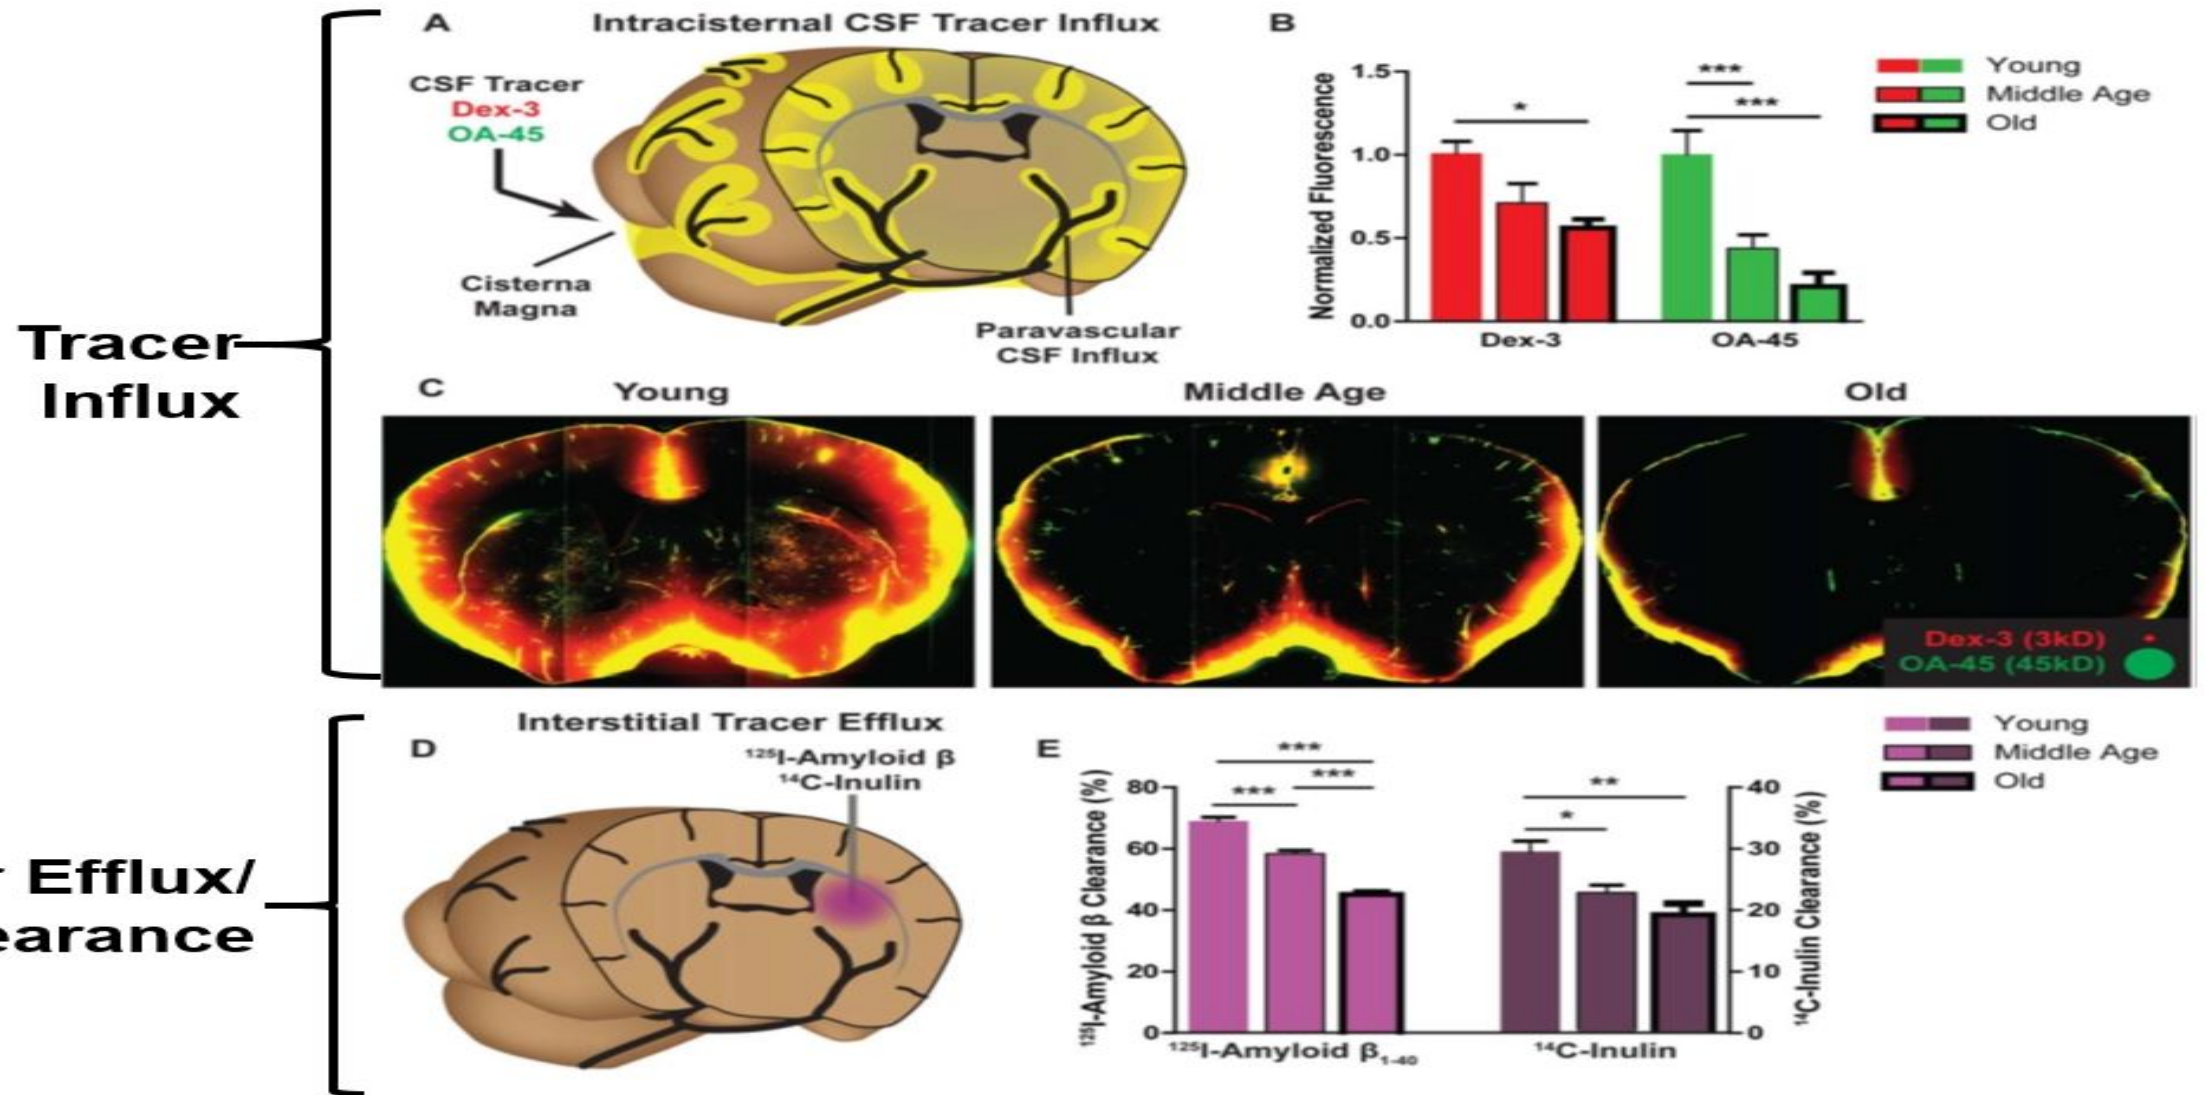 Tracer
Influx
A
Intracisternal CSF Tracer Influx
CSF Tracer
Dex-3
OA-45
Cisterna
Magna
Paravascular
CSF Influx
B
Normalized Fluorescence
1.5
1.0
0.5
0.0
*
***
***
Dex-3
OA-45
Young
Middle Age
Old
C
Young
Middle Age
Old
Dex-3 (3kD)
OA-45 (45kD)
Efflux/
earance
Interstitial Tracer Efflux
D
¹²⁵I-Amyloid β
¹⁴C-Inulin
E
¹²⁵I-Amyloid β Clearance (%)
80
60
40
20
0
***
***
***
**
*
40
30
20
10
0
¹⁴C-Inulin Clearance (%)
¹²⁵I-Amyloid β₁₋₄₀
¹⁴C-Inulin
Young
Middle Age
Old